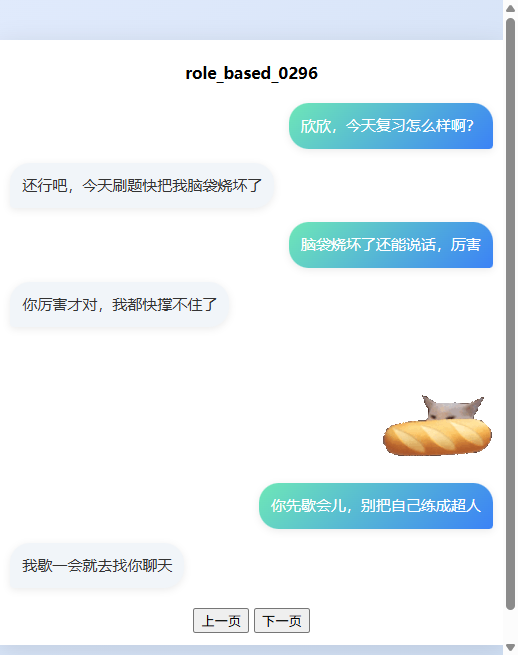 role_based_0296
欣欣，今天复习怎么样啊？
还行吧，今天刷题快把我脑袋烧坏了
脑袋烧坏了还能说话，厉害
你厉害才对，我都快撑不住了
你先歇会儿，别把自己练成超人
我歇一会就去找你聊天
上一页 下一页